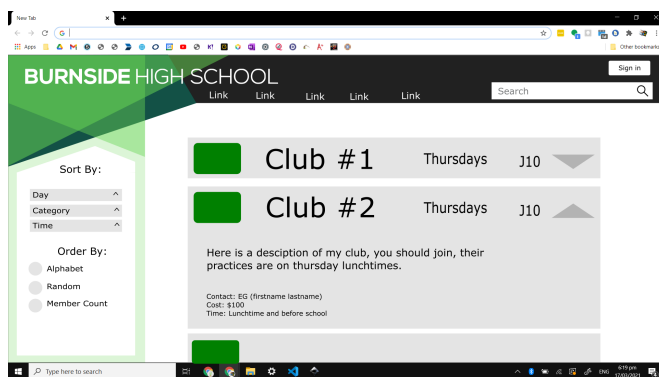 New Tab
G
Apps
Other bookmarks
BURNSIDE HIGH SCHOOL
Sign in
Link Link Link Link Link
Search
Sort By:
Day
Category
Time
Order By:
Alphabet
Random
Member Count
Club #1 Thursdays J10
Club #2 Thursdays J10
Here is a desciption of my club, you should join, their
practices are on thursday lunchtimes.
Contact: EG (firstname lastname)
Cost: $100
Time: Lunchtime and before school
Type here to search
ENG
6:19 pm
17/03/2021